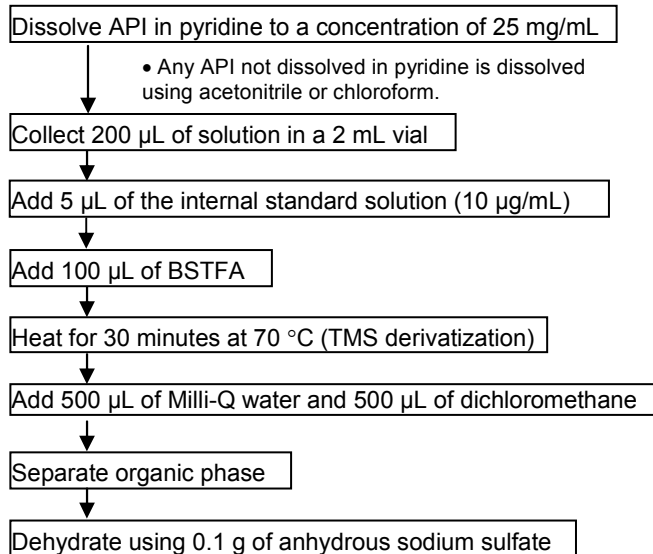 Dissolve API in pyridine to a concentration of 25 mg/mL
• Any API not dissolved in pyridine is dissolved
using acetonitrile or chloroform.
Collect 200 µL of solution in a 2 mL vial
Add 5 µL of the internal standard solution (10 µg/mL)
Add 100 µL of BSTFA
Heat for 30 minutes at 70 °C (TMS derivatization)
Add 500 µL of Milli-Q water and 500 µL of dichloromethane
Separate organic phase
Dehydrate using 0.1 g of anhydrous sodium sulfate